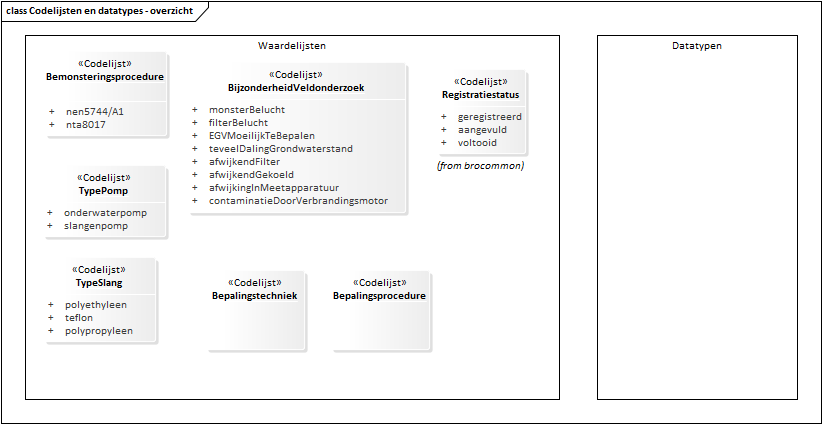 class Codelijsten en datatypes - overzicht
Waardelijsten
«Codelijst»
Bemonsteringsprocedure
+ nen5744/A1
+ nta8017
«Codelijst»
BijzonderheidVeldonderzoek
+ monsterBelucht
+ filterBelucht
+ EGVMoeilijkTeBepalen
+ teveelDalingGrondwaterstand
+ afwijkendFilter
+ afwijkendGekoeld
+ afwijkingInMeetapparatuur
+ contaminatieDoorVerbrandingsmotor
«Codelijst»
Registratiestatus
+ geregistreerd
+ aangevuld
+ voltooid
(from brocommon)
«Codelijst»
TypePomp
+ onderwaterpomp
+ slangenpomp
«Codelijst»
TypeSlang
+ polyethyleen
+ teflon
+ polypropyleen
«Codelijst»
Bepalingstechniek
«Codelijst»
Bepalingsprocedure
Datatypen